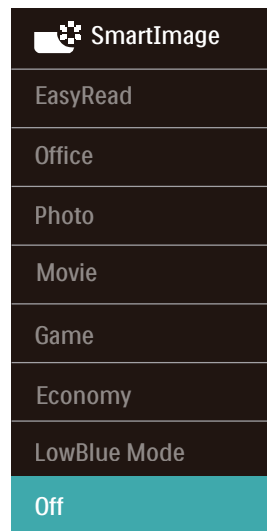 SmartImage
EasyRead
Office
Photo
Movie
Game
Economy
LowBlue Mode
Off